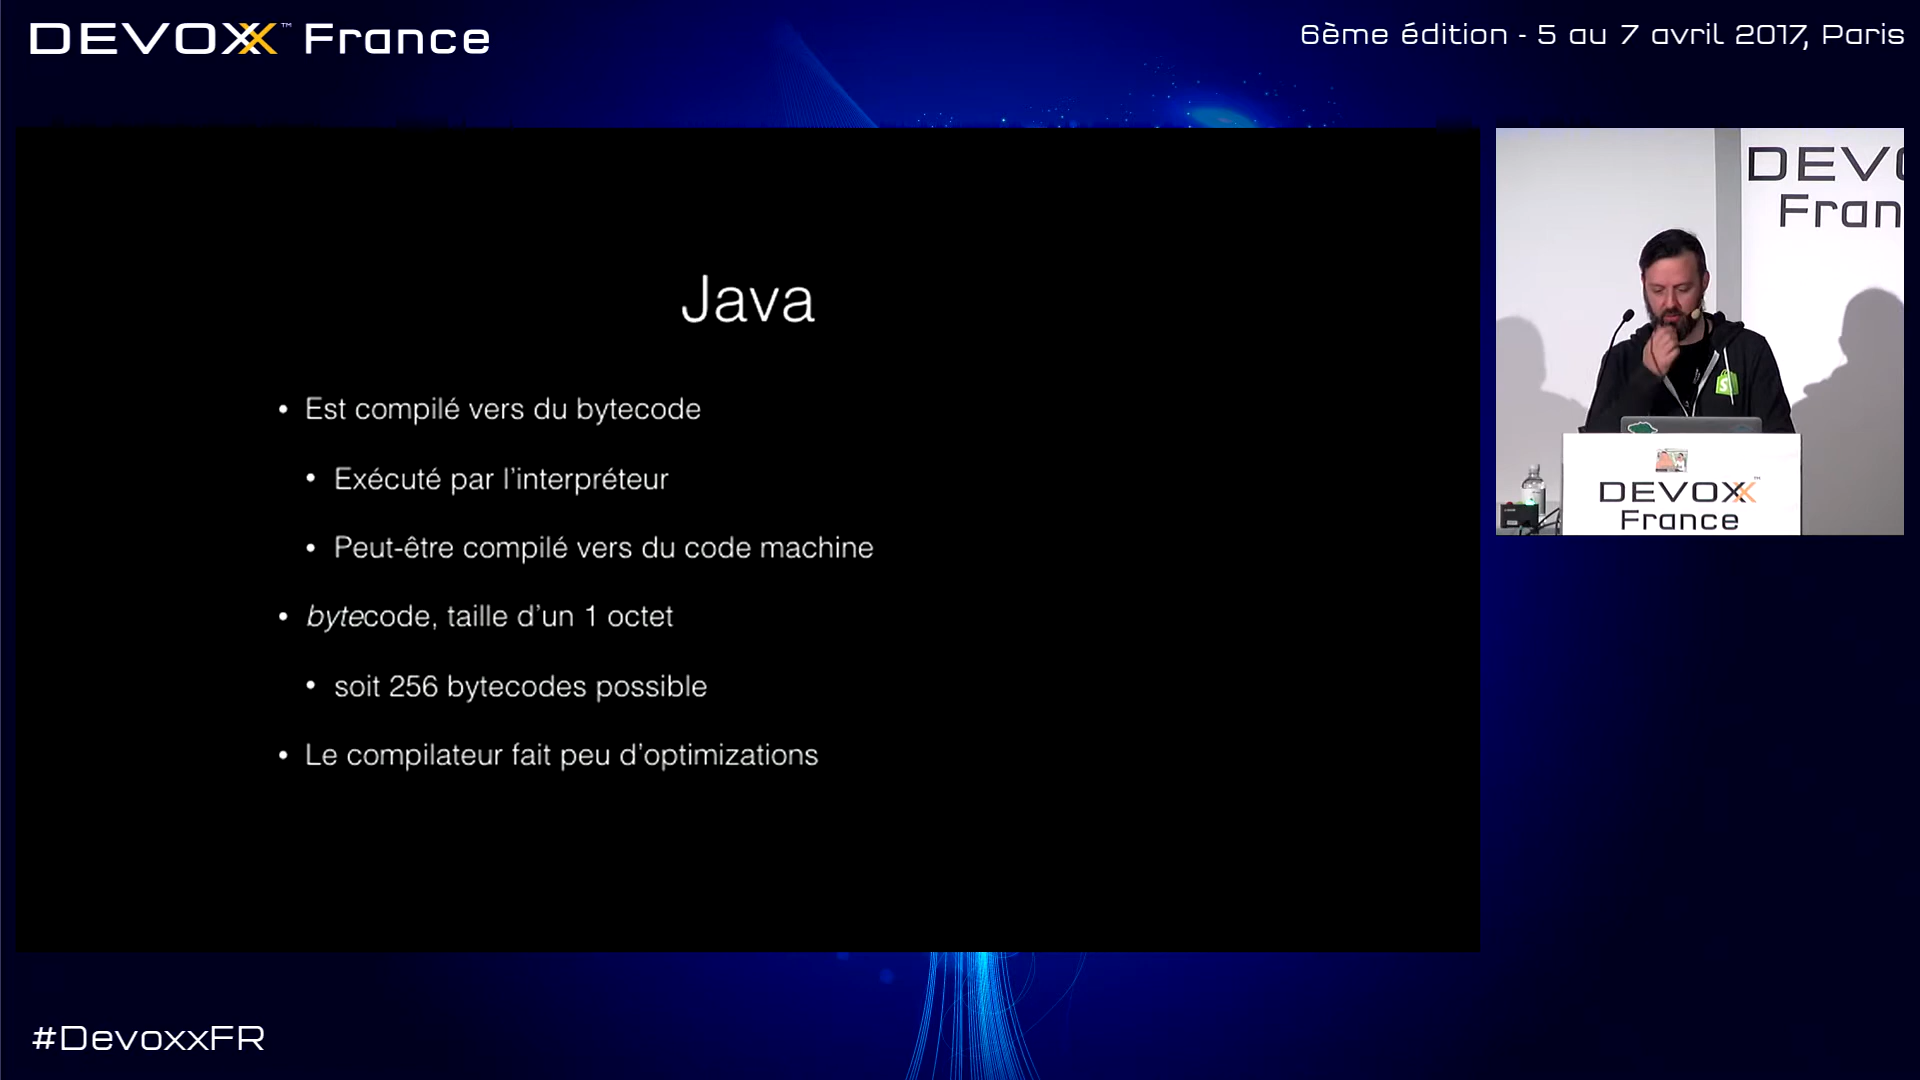 DEVOXX™ France
6ème édition - 5 au 7 avril 2017, Paris
Java
• Est compilé vers du bytecode
• Exécuté par l'interpréteur
• Peut-être compilé vers du code machine
• bytecode, taille d'un 1 octet
• soit 256 bytecodes possible
• Le compilateur fait peu d'optimizations
DEVO
Fran
DEVOXX™
France
#DevoxxFR